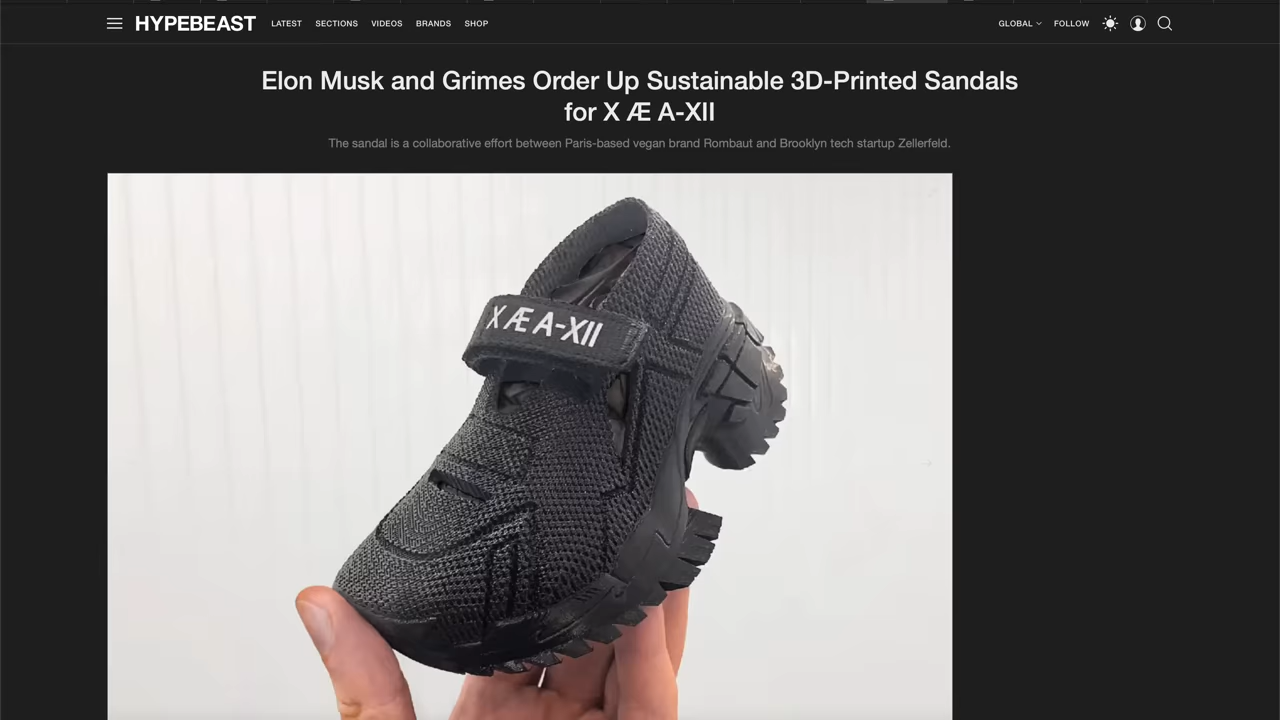 HYPEBEAST LATEST SECTIONS VIDEOS BRANDS SHOP GLOBAL FOLLOW
Elon Musk and Grimes Order Up Sustainable 3D-Printed Sandals
for X Æ A-XII
The sandal is a collaborative effort between Paris-based vegan brand Rombaut and Brooklyn tech startup Zellerfeld.
X Æ A-XII